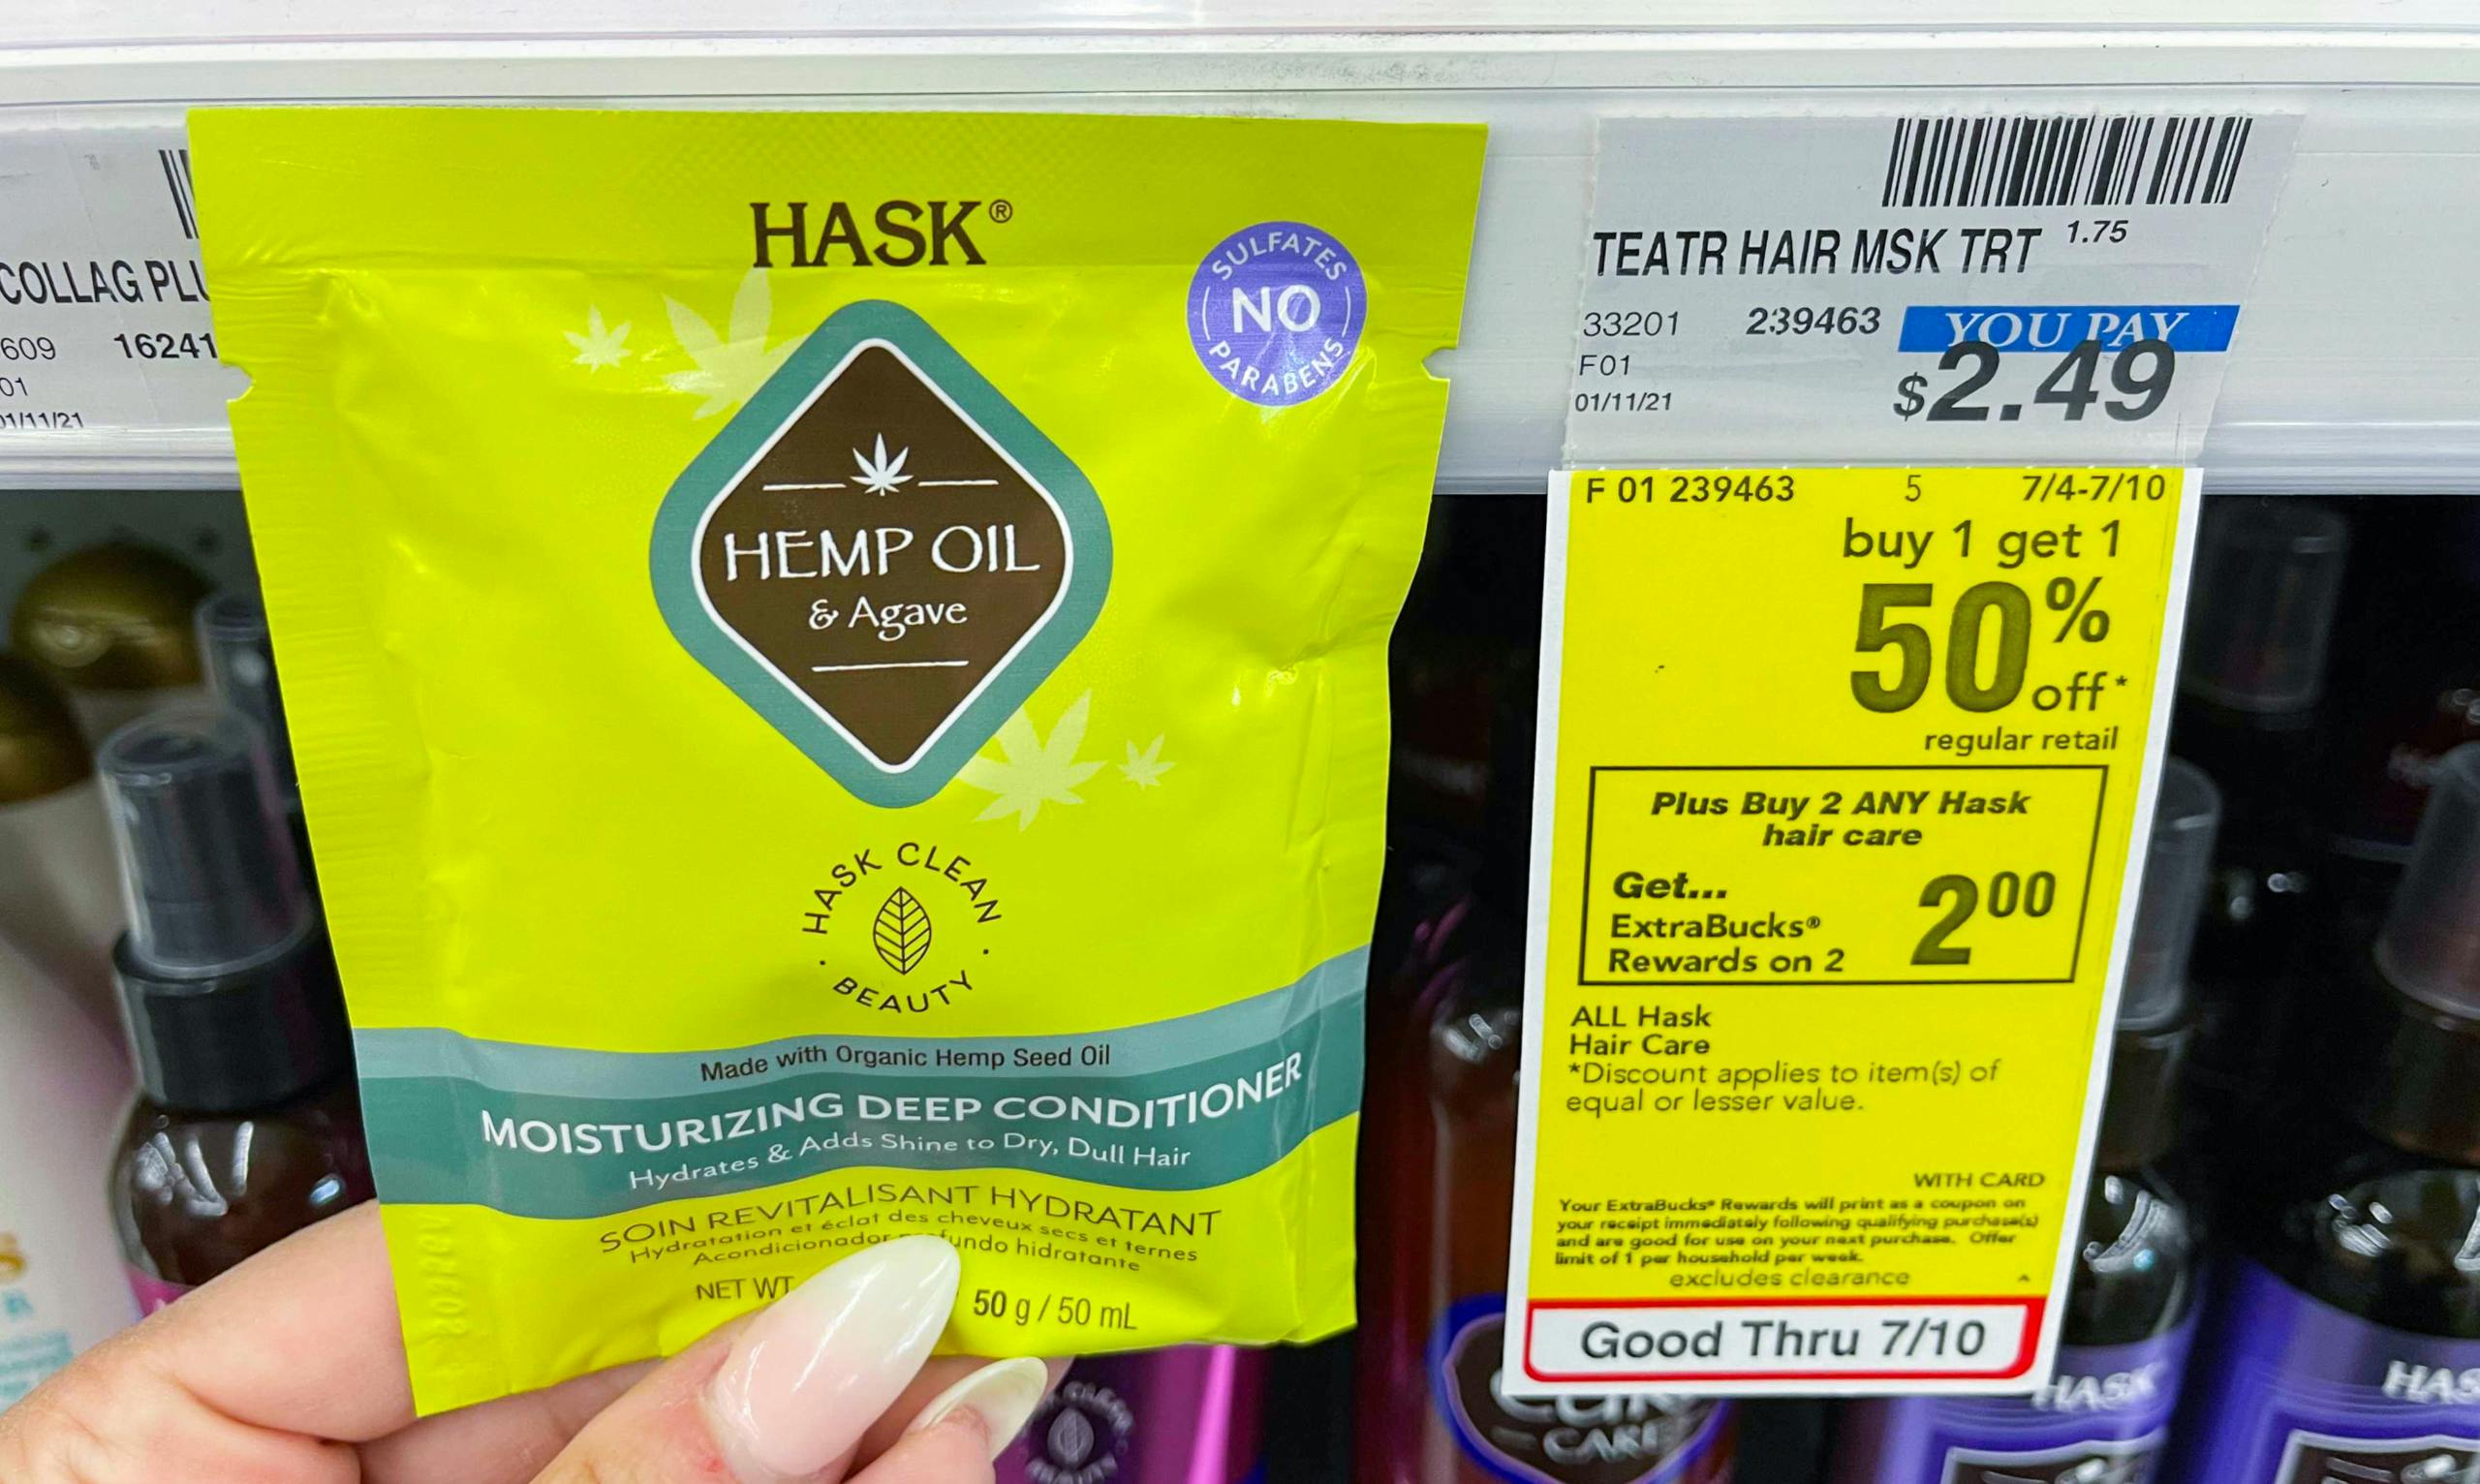 COLLAG PLU
609 16241
01
01/11/21
HASK®
SULFATES
NO
PARABENS
HEMP OIL
& Agave
HASK CLEAN
BEAUTY
Made with Organic Hemp Seed Oil
MOISTURIZING DEEP CONDITIONER
Hydrates & Adds Shine to Dry, Dull Hair
SOIN REVITALISANT HYDRATANT
Hydratation et éclat des cheveux secs et ternes
Acondicionador hidratante
NET WT
50 g / 50 mL
TEATR HAIR MSK TRT 1.75
33201 239463 YOU PAY
F01
$2.49
01/11/21
F 01 239463 5 7/4-7/10
buy 1 get 1
50%
off*
regular retail
Plus Buy 2 ANY Hask
hair care
Get...
ExtraBucks®
Rewards on 2
2.00
ALL Hask
Hair Care
*Discount applies to item(s) of
equal or lesser value.
WITH CARD
Your ExtraBucks® Rewards will print as a coupon on
your receipt immediately following qualifying purchase(s)
and are good for use on your next purchase. Offer
limit of 1 per household per week.
excludes clearance
Good Thru 7/10
CARE
HASK
HAS